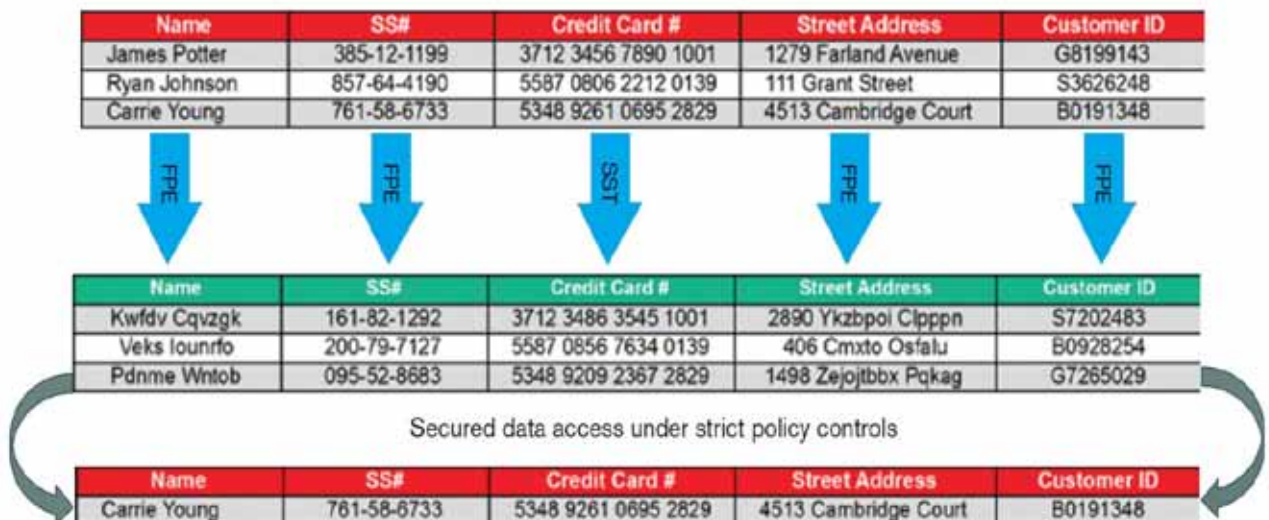 Name SS# Credit Card # Street Address Customer ID
James Potter 385-12-1199 3712 3456 7890 1001 1279 Farland Avenue G8199143
Ryan Johnson 857-64-4190 5587 0806 2212 0139 111 Grant Street S3626248
Carrie Young 761-58-6733 5348 9261 0695 2829 4513 Cambridge Court B0191348
FPE FPE SST FPE FPE
Name SS# Credit Card # Street Address Customer ID
Kwfdv Cqvzgk 161-82-1292 3712 3486 3545 1001 2890 Ykzbpoi Clpppn S7202483
Veks Iounrfo 200-79-7127 5587 0856 7634 0139 406 Cmxto Osfalu B0928254
Pdnme Wntob 095-52-8683 5348 9209 2367 2829 1498 Zejojtbbx Pqkag G7265029
Secured data access under strict policy controls
Name SS# Credit Card # Street Address Customer ID
Carrie Young 761-58-6733 5348 9261 0695 2829 4513 Cambridge Court B0191348